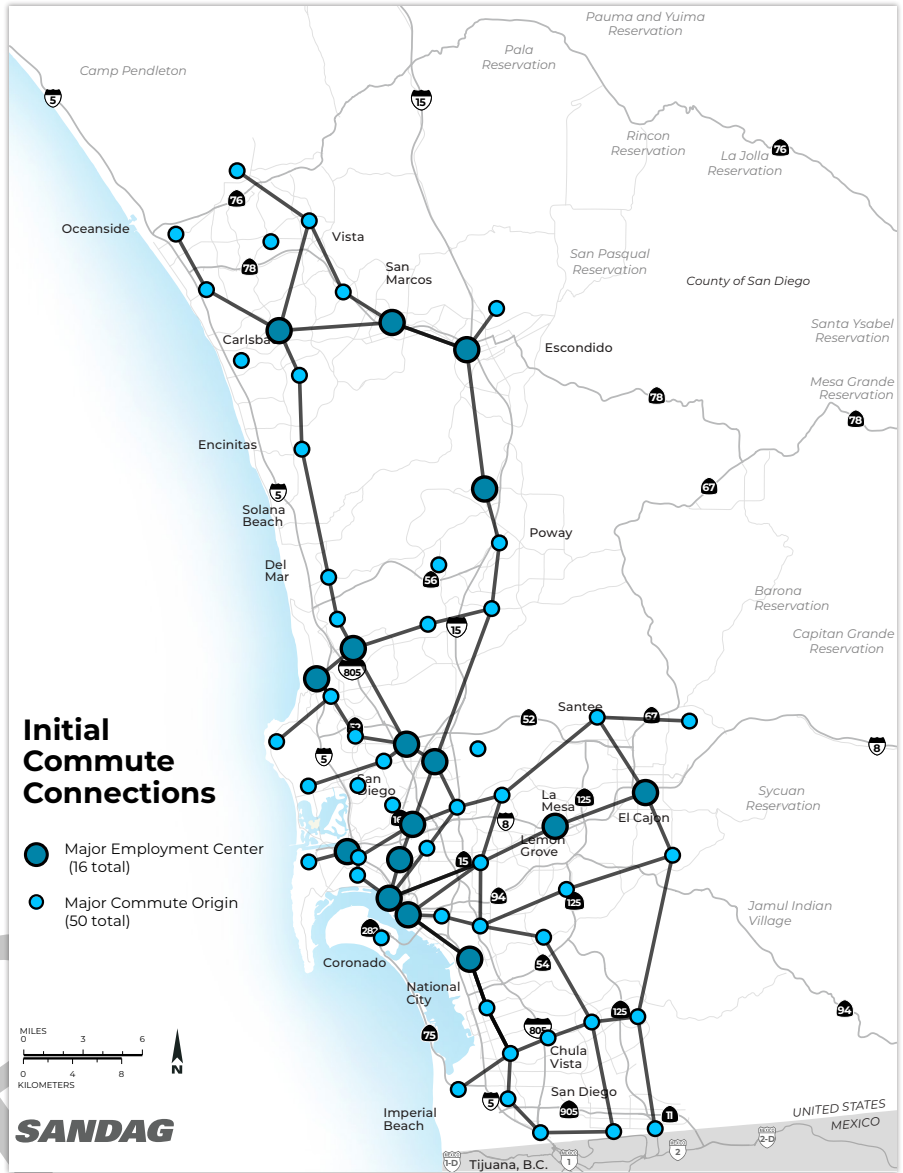 Pauma and Yuima
Reservation
Pala
Reservation
Camp Pendleton
5
15
Rincon
Reservation
La Jolla
Reservation
76
76
Oceanside
Vista
78
San
Marcos
San Pasqual
Reservation
County of San Diego
Carlsba
Escondido
Santa Ysabel
Reservation
Mesa Grande
Reservation
78
78
Encinitas
67
5
Solana
Beach
Poway
Del
Mar
56
Barona
Reservation
15
Capitan Grande
Reservation
805
Santee
67
52
52
8
5
Initial
Commute
Connections
San
Diego
La
Mesa
125
Sycuan
Reservation
16
8
El Cajon
Lemon
Grove
Major Employment Center
(16 total)
15
94
125
Major Commute Origin
(50 total)
Jamul Indian
Village
282
Coronado
54
National
City
94
125
805
75
Chula
Vista
MILES
0 3 6
0 4 8
KILOMETERS
N
San Diego
5
905
11
Imperial
Beach
UNITED STATES
MEXICO
SANDAG
1-D
Tijuana, B.C.
1
2
2-D